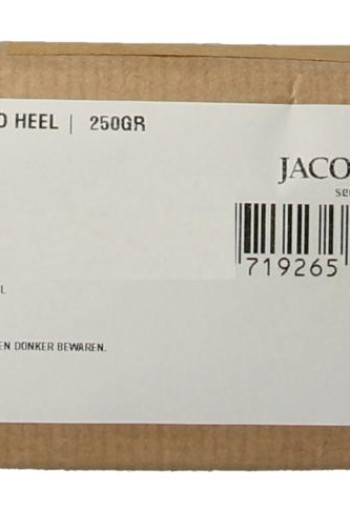 O HEEL | 250GR
JACO
se
719265
L
EN DONKER BEWAREN.